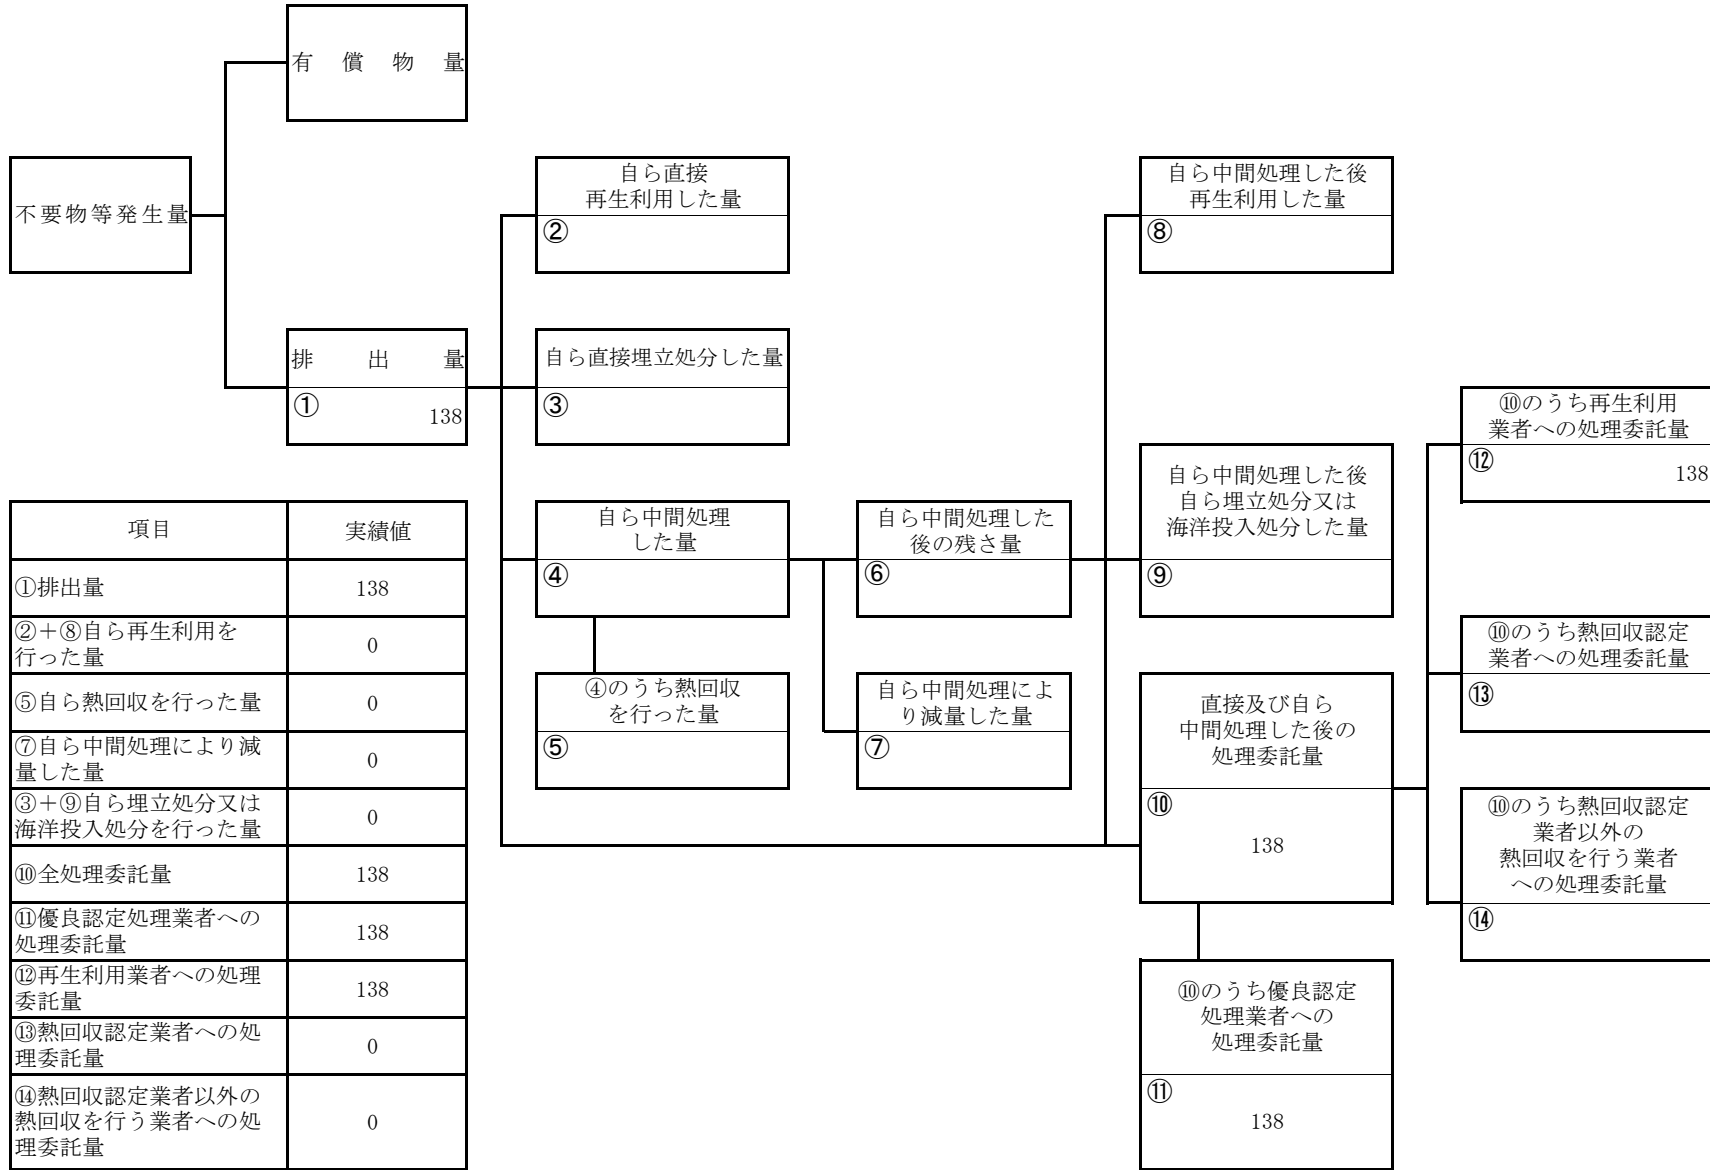 有償物量
不要物等発生量
排出量
①
138
自ら直接
再生利用した量
②
自ら直接埋立処分した量
③
自ら中間処理
した量
④
④のうち熱回収
を行った量
⑤
自ら中間処理した
後の残さ量
⑥
自ら中間処理によ
り減量した量
⑦
自ら中間処理した後
再生利用した量
⑧
自ら中間処理した後
自ら埋立処分又は
海洋投入処分した量
⑨
直接及び自ら
中間処理した後の
処理委託量
⑩
138
⑩のうち優良認定
処理業者への
処理委託量
⑪
138
⑩のうち再生利用
業者への処理委託量
⑫
138
⑩のうち熱回収認定
業者への処理委託量
⑬
⑩のうち熱回収認定
業者以外の
熱回収を行う業者
への処理委託量
⑭
項目 実績値
①排出量 138
②＋⑧自ら再生利用を
行った量 0
⑤自ら熱回収を行った量 0
⑦自ら中間処理により減
量した量 0
③＋⑨自ら埋立処分又は
海洋投入処分を行った量 0
⑩全処理委託量 138
⑪優良認定処理業者への
処理委託量 138
⑫再生利用業者への処理
委託量 138
⑬熱回収認定業者への処
理委託量 0
⑭熱回収認定業者以外の
熱回収を行う業者への処
理委託量 0